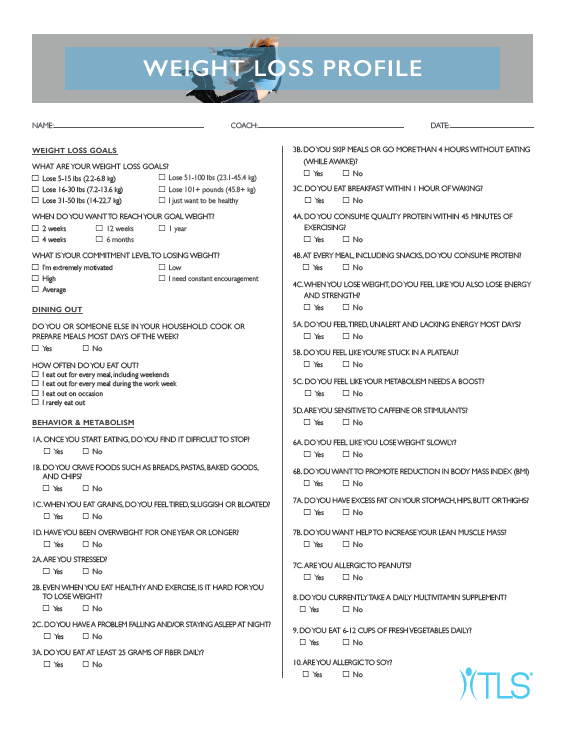 WEIGHT LOSS PROFILE
NAME: COACH: DATE:
WEIGHT LOSS GOALS
WHAT ARE YOUR WEIGHT LOSS GOALS?
☐ Lose 5-15 lbs (2.2-6.8 kg) ☐ Lose 51-100 lbs (23.1-45.4 kg)
☐ Lose 16-30 lbs (7.2-13.6 kg) ☐ Lose 101+ pounds (45.8+ kg)
☐ Lose 31-50 lbs (14-22.7 kg) ☐ I just want to be healthy
WHEN DO YOU WANT TO REACH YOUR GOAL WEIGHT?
☐ 2 weeks ☐ 12 weeks ☐ 1 year
☐ 4 weeks ☐ 6 months
WHAT IS YOUR COMMITMENT LEVEL TO LOSING WEIGHT?
☐ I'm extremely motivated ☐ Low
☐ High ☐ I need constant encouragement
☐ Average
DINING OUT
DO YOU OR SOMEONE ELSE IN YOUR HOUSEHOLD COOK OR
PREPARE MEALS MOST DAYS OF THE WEEK?
☐ Yes ☐ No
HOW OFTEN DO YOU EAT OUT?
☐ I eat out for every meal, including weekends
☐ I eat out for every meal during the work week
☐ I eat out on occasion
☐ I rarely eat out
BEHAVIOR & METABOLISM
1A. ONCE YOU START EATING, DO YOU FIND IT DIFFICULT TO STOP?
☐ Yes ☐ No
1B. DO YOU CRAVE FOODS SUCH AS BREADS, PASTAS, BAKED GOODS,
AND CHIPS?
☐ Yes ☐ No
1C. WHEN YOU EAT GRAINS, DO YOU FEEL TIRED, SLUGGISH OR BLOATED?
☐ Yes ☐ No
1D. HAVE YOU BEEN OVERWEIGHT FOR ONE YEAR OR LONGER?
☐ Yes ☐ No
2A. ARE YOU STRESSED?
☐ Yes ☐ No
2B. EVEN WHEN YOU EAT HEALTHY AND EXERCISE, IS IT HARD FOR YOU
TO LOSE WEIGHT?
☐ Yes ☐ No
2C. DO YOU HAVE A PROBLEM FALLING AND/OR STAYING ASLEEP AT NIGHT?
☐ Yes ☐ No
3A. DO YOU EAT AT LEAST 25 GRAMS OF FIBER DAILY?
☐ Yes ☐ No
3B. DO YOU SKIP MEALS OR GO MORE THAN 4 HOURS WITHOUT EATING
(WHILE AWAKE)?
☐ Yes ☐ No
3C. DO YOU EAT BREAKFAST WITHIN 1 HOUR OF WAKING?
☐ Yes ☐ No
4A. DO YOU CONSUME QUALITY PROTEIN WITHIN 45 MINUTES OF
EXERCISING?
☐ Yes ☐ No
4B. AT EVERY MEAL, INCLUDING SNACKS, DO YOU CONSUME PROTEIN?
☐ Yes ☐ No
4C. WHEN YOU LOSE WEIGHT, DO YOU FEEL LIKE YOU ALSO LOSE ENERGY
AND STRENGTH?
☐ Yes ☐ No
5A. DO YOU FEEL TIRED, UNALERT AND LACKING ENERGY MOST DAYS?
☐ Yes ☐ No
5B. DO YOU FEEL LIKE YOU'RE STUCK IN A PLATEAU?
☐ Yes ☐ No
5C. DO YOU FEEL LIKE YOUR METABOLISM NEEDS A BOOST?
☐ Yes ☐ No
5D. ARE YOU SENSITIVE TO CAFFEINE OR STIMULANTS?
☐ Yes ☐ No
6A. DO YOU FEEL LIKE YOU LOSE WEIGHT SLOWLY?
☐ Yes ☐ No
6B. DO YOU WANT TO PROMOTE REDUCTION IN BODY MASS INDEX (BMI)
☐ Yes ☐ No
7A. DO YOU HAVE EXCESS FAT ON YOUR STOMACH, HIPS, BUTT OR THIGHS?
☐ Yes ☐ No
7B. DO YOU WANT HELP TO INCREASE YOUR LEAN MUSCLE MASS?
☐ Yes ☐ No
7C. ARE YOU ALLERGIC TO PEANUTS?
☐ Yes ☐ No
8. DO YOU CURRENTLY TAKE A DAILY MULTIVITAMIN SUPPLEMENT?
☐ Yes ☐ No
9. DO YOU EAT 6-12 CUPS OF FRESH VEGETABLES DAILY?
☐ Yes ☐ No
10. ARE YOU ALLERGIC TO SOY?
☐ Yes ☐ No
TLS®